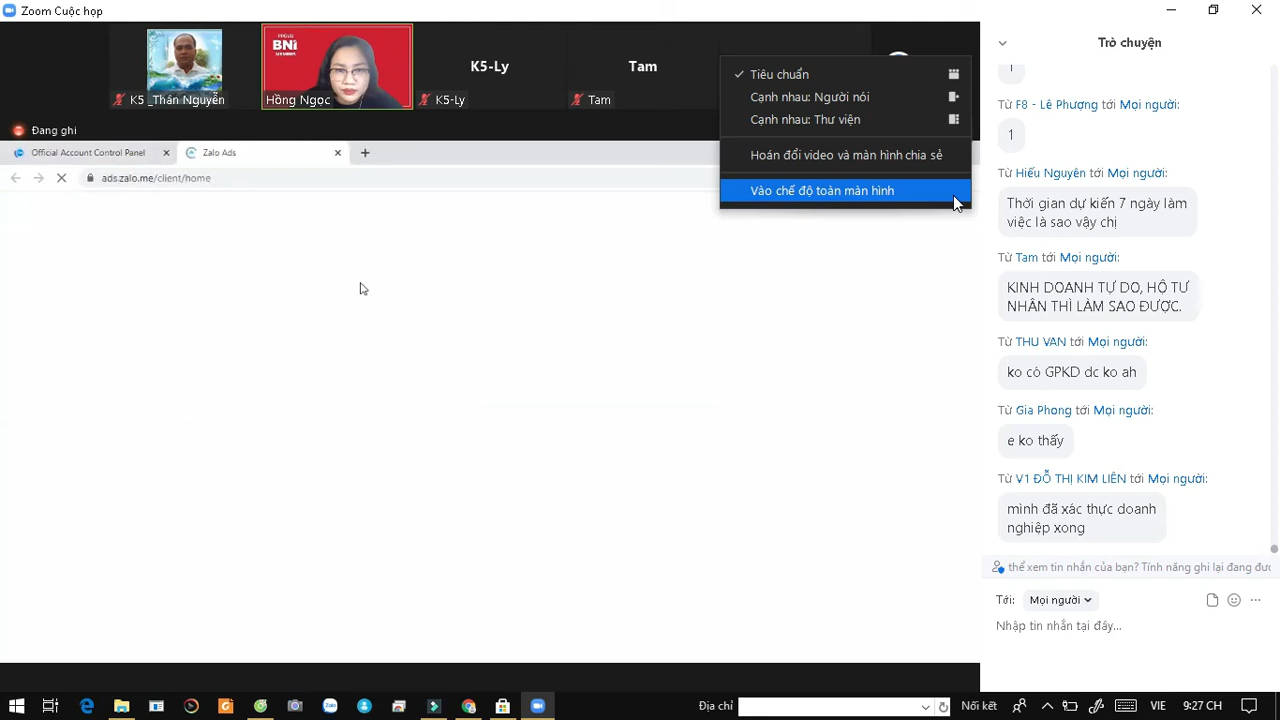 Zoom Cuộc họp
BNI
K5 _Thân Nguyễn
Hồng Ngọc
K5-Ly
K5-Ly
Tam
Tam
Tiêu chuẩn
Cạnh nhau: Người nói
Cạnh nhau: Thư viện
Hoán đổi video và màn hình chia sẻ
Vào chế độ toàn màn hình
Đang ghi
Official Account Control Panel
Zalo Ads
ads.zalo.me/client/home
Trò chuyện
1
Từ F8 - Lê Phượng tới Mọi người:
1
Từ Hiếu Nguyên tới Mọi người:
Thời gian dự kiến 7 ngày làm
việc là sao vậy chị
Từ Tam tới Mọi người:
KINH DOANH TỰ DO, HỘ TƯ
NHÂN THÌ LÀM SAO ĐƯỢC.
Từ THU VAN tới Mọi người:
ko có GPKD dc ko ah
Từ Gia Phong tới Mọi người:
e ko thấy
Từ V1 ĐỖ THỊ KIM LIÊN tới Mọi người:
mình đã xác thực doanh
nghiệp xong
thể xem tin nhắn của bạn? Tính năng ghi lại đang đượ
Tới: Mọi người
Nhập tin nhắn tại đây...
Zalo
Địa chỉ
Nối kết
VIE
9:27 CH